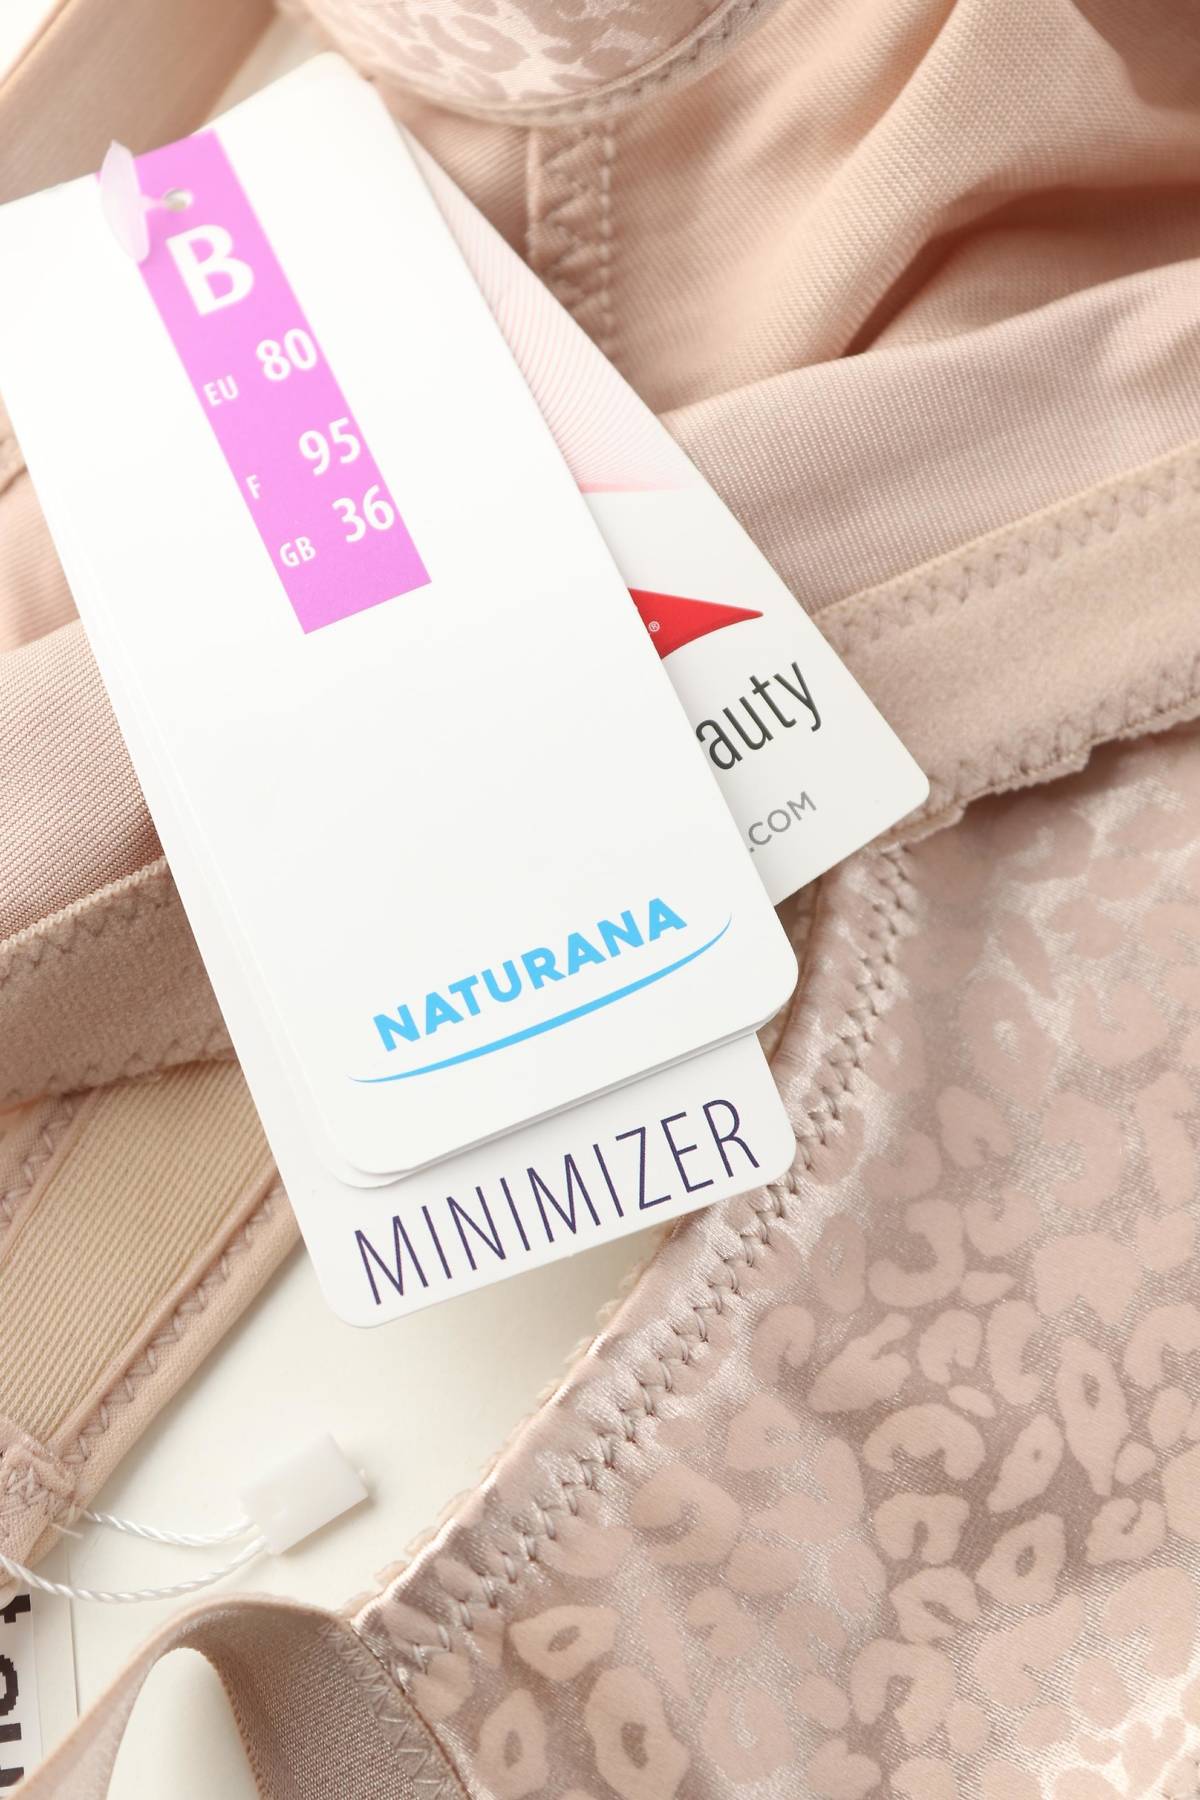 B
EU 80
F 95
GB 36
®
auty
.COM
NATURANA
MINIMIZER